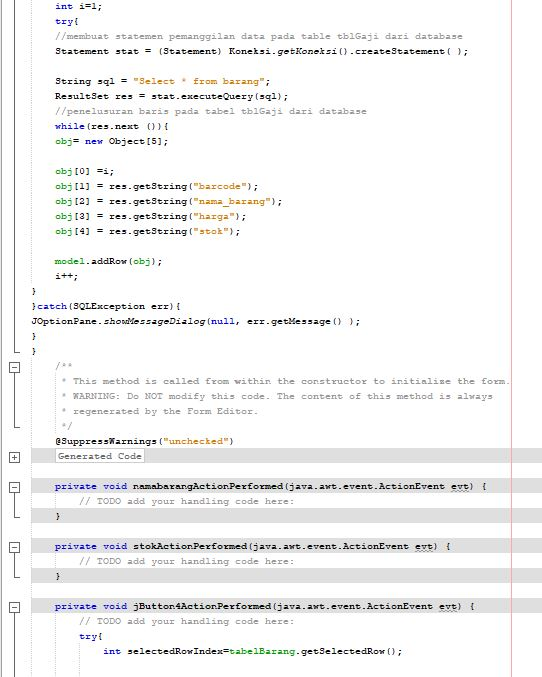 int i=1;
try{
//membuat statemen pemanggilan data pada table tblGaji dari database
Statement stat = (Statement) Koneksi.getKoneksi().createStatement( );
String sql = "Select * from barang";
ResultSet res = stat.executeQuery(sql);
//penelusuran baris pada tabel tblGaji dari database
while(res.next ()){
obj= new Object[5];
obj[0] =i;
obj[1] = res.getString("barcode");
obj[2] = res.getString("nama_barang");
obj[3] = res.getString("harga");
obj[4] = res.getString("stok");
model.addRow(obj);
i++;
}
}catch(SQLException err){
JOptionPane.showMessageDialog(null, err.getMessage() );
}
}
/**
* This method is called from within the constructor to initialize the form.
* WARNING: Do NOT modify this code. The content of this method is always
* regenerated by the Form Editor.
*/
@SuppressWarnings("unchecked")
Generated Code
private void namabarangActionPerformed(java.awt.event.ActionEvent evt) {
// TODO add your handling code here:
}
private void stokActionPerformed(java.awt.event.ActionEvent evt) {
// TODO add your handling code here:
}
private void jButton4ActionPerformed(java.awt.event.ActionEvent evt) {
// TODO add your handling code here:
try{
int selectedRowIndex=tabelBarang.getSelectedRow();